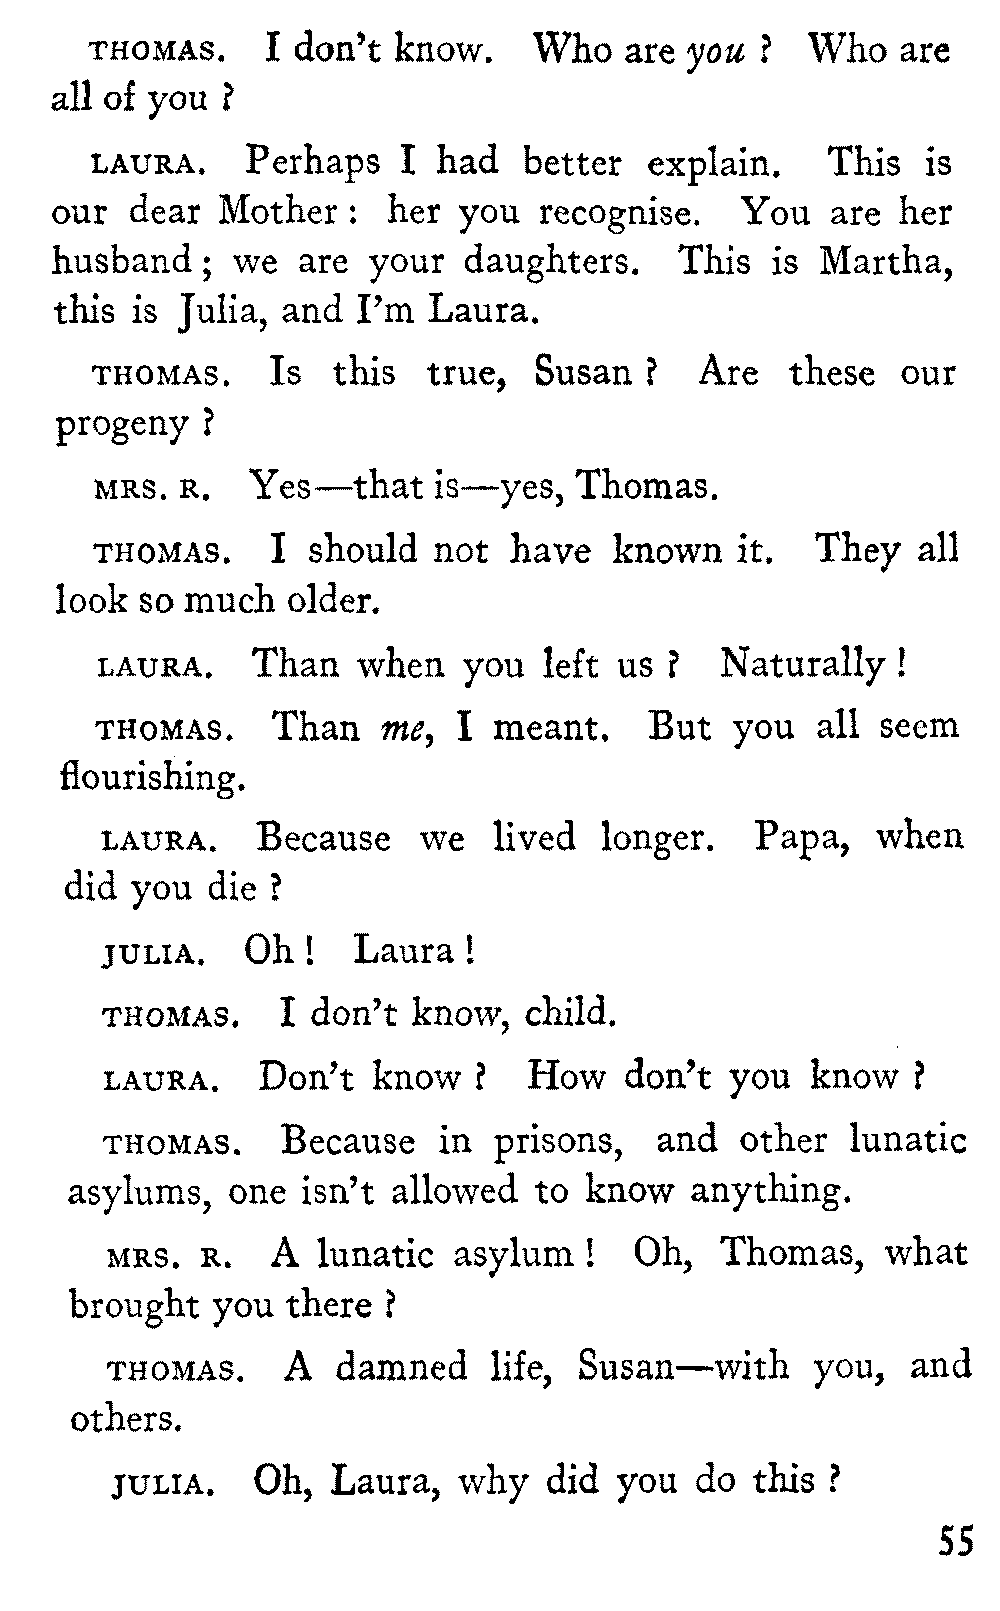 THOMAS. I don't know. Who are you ? Who are
all of you ?
LAURA. Perhaps I had better explain. This is
our dear Mother : her you recognise. You are her
husband ; we are your daughters. This is Martha,
this is Julia, and I'm Laura.
THOMAS. Is this true, Susan ? Are these our
progeny ?
MRS. R. Yes—that is—yes, Thomas.
THOMAS. I should not have known it. They all
look so much older.
LAURA. Than when you left us ? Naturally !
THOMAS. Than me, I meant. But you all seem
flourishing.
LAURA. Because we lived longer. Papa, when
did you die ?
JULIA. Oh ! Laura !
THOMAS. I don't know, child.
LAURA. Don't know ? How don't you know ?
THOMAS. Because in prisons, and other lunatic
asylums, one isn't allowed to know anything.
MRS. R. A lunatic asylum ! Oh, Thomas, what
brought you there ?
THOMAS. A damned life, Susan—with you, and
others.
JULIA. Oh, Laura, why did you do this ?
55